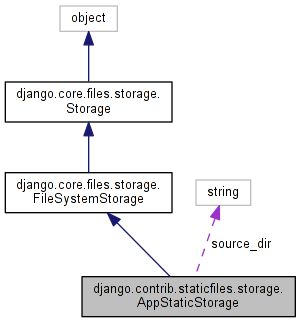 object
django.core.files.storage.
Storage
django.core.files.storage.
FileSystemStorage
string
source_dir
django.contrib.staticfiles.storage.
AppStaticStorage